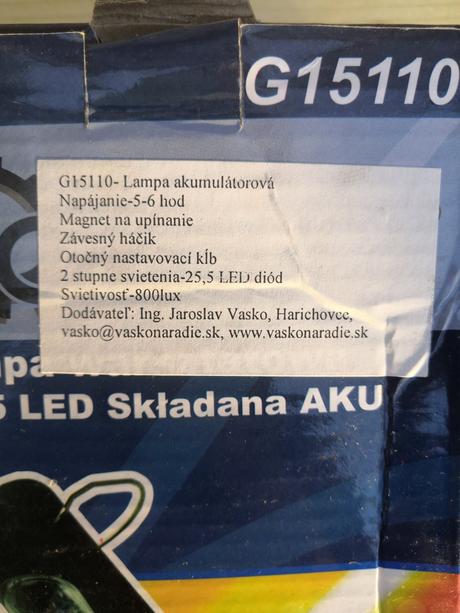 G15110
G15110- Lampa akumulátorová
Napájanie-5-6 hod
Magnet na upínanie
Závesný háčik
Otočný nastavovací kĺb
2 stupne svietenia-25,5 LED diód
Svietivosť-800lux
Dodávateľ: Ing. Jaroslav Vasko, Harichovce,
vasko@vaskonaradie.sk, www.vaskonaradie.sk
5 LED Składana AKU